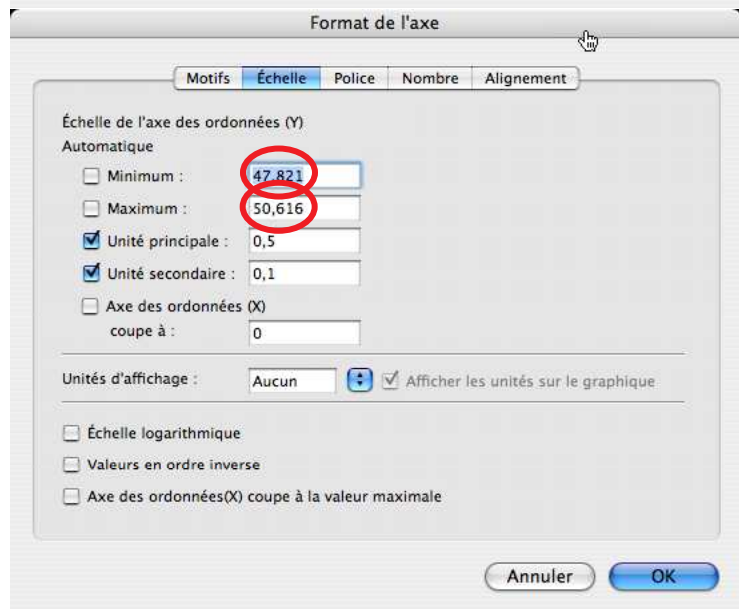 Format de l'axe
Motifs Échelle Police Nombre Alignement
Échelle de l'axe des ordonnées (Y)
Automatique
Minimum : 47.821
Maximum : 50,616
Unité principale : 0,5
Unité secondaire : 0,1
Axe des ordonnées (X)
coupe à : 0
Unités d'affichage : Aucun Afficher les unités sur le graphique
Échelle logarithmique
Valeurs en ordre inverse
Axe des ordonnées(X) coupe à la valeur maximale
Annuler OK